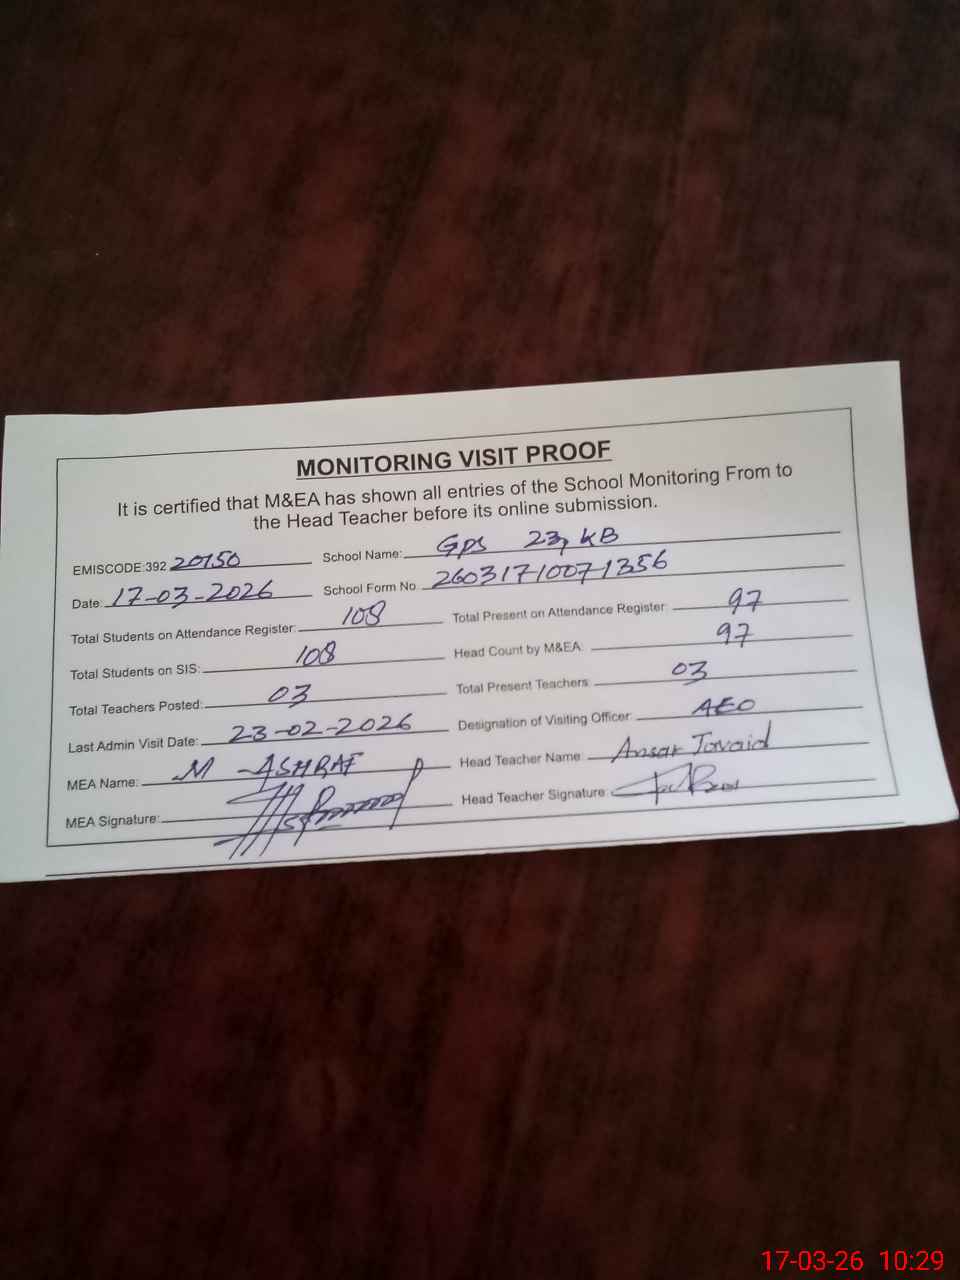 MONITORING VISIT PROOF
It is certified that M&EA has shown all entries of the School Monitoring From to
the Head Teacher before its online submission.
EMISCODE:392 20150 School Name: GPS 23, KB
Date: 17-03-2026 School Form No. 26031710071356
Total Students on Attendance Register: 108 Total Present on Attendance Register: 97
Total Students on SIS: 108 Head Count by M&EA: 97
Total Teachers Posted: 03 Total Present Teachers: 03
Last Admin Visit Date: 23-02-2026 Designation of Visiting Officer: AEO
MEA Name: M ASHRAF Head Teacher Name: Ansar Javaid
MEA Signature: Head Teacher Signature:
17-03-26 10:29